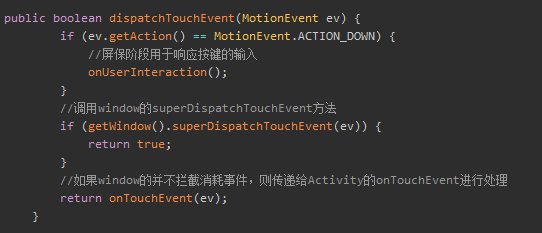 public boolean dispatchTouchEvent(MotionEvent ev) {
if (ev.getAction() == MotionEvent.ACTION_DOWN) {
//屏保阶段用于响应按键的输入
onUserInteraction();
}
//调用window的superDispatchTouchEvent方法
if (getWindow().superDispatchTouchEvent(ev)) {
return true;
}
//如果window的并不拦截消耗事件，则传递给Activity的onTouchEvent进行处理
return onTouchEvent(ev);
}